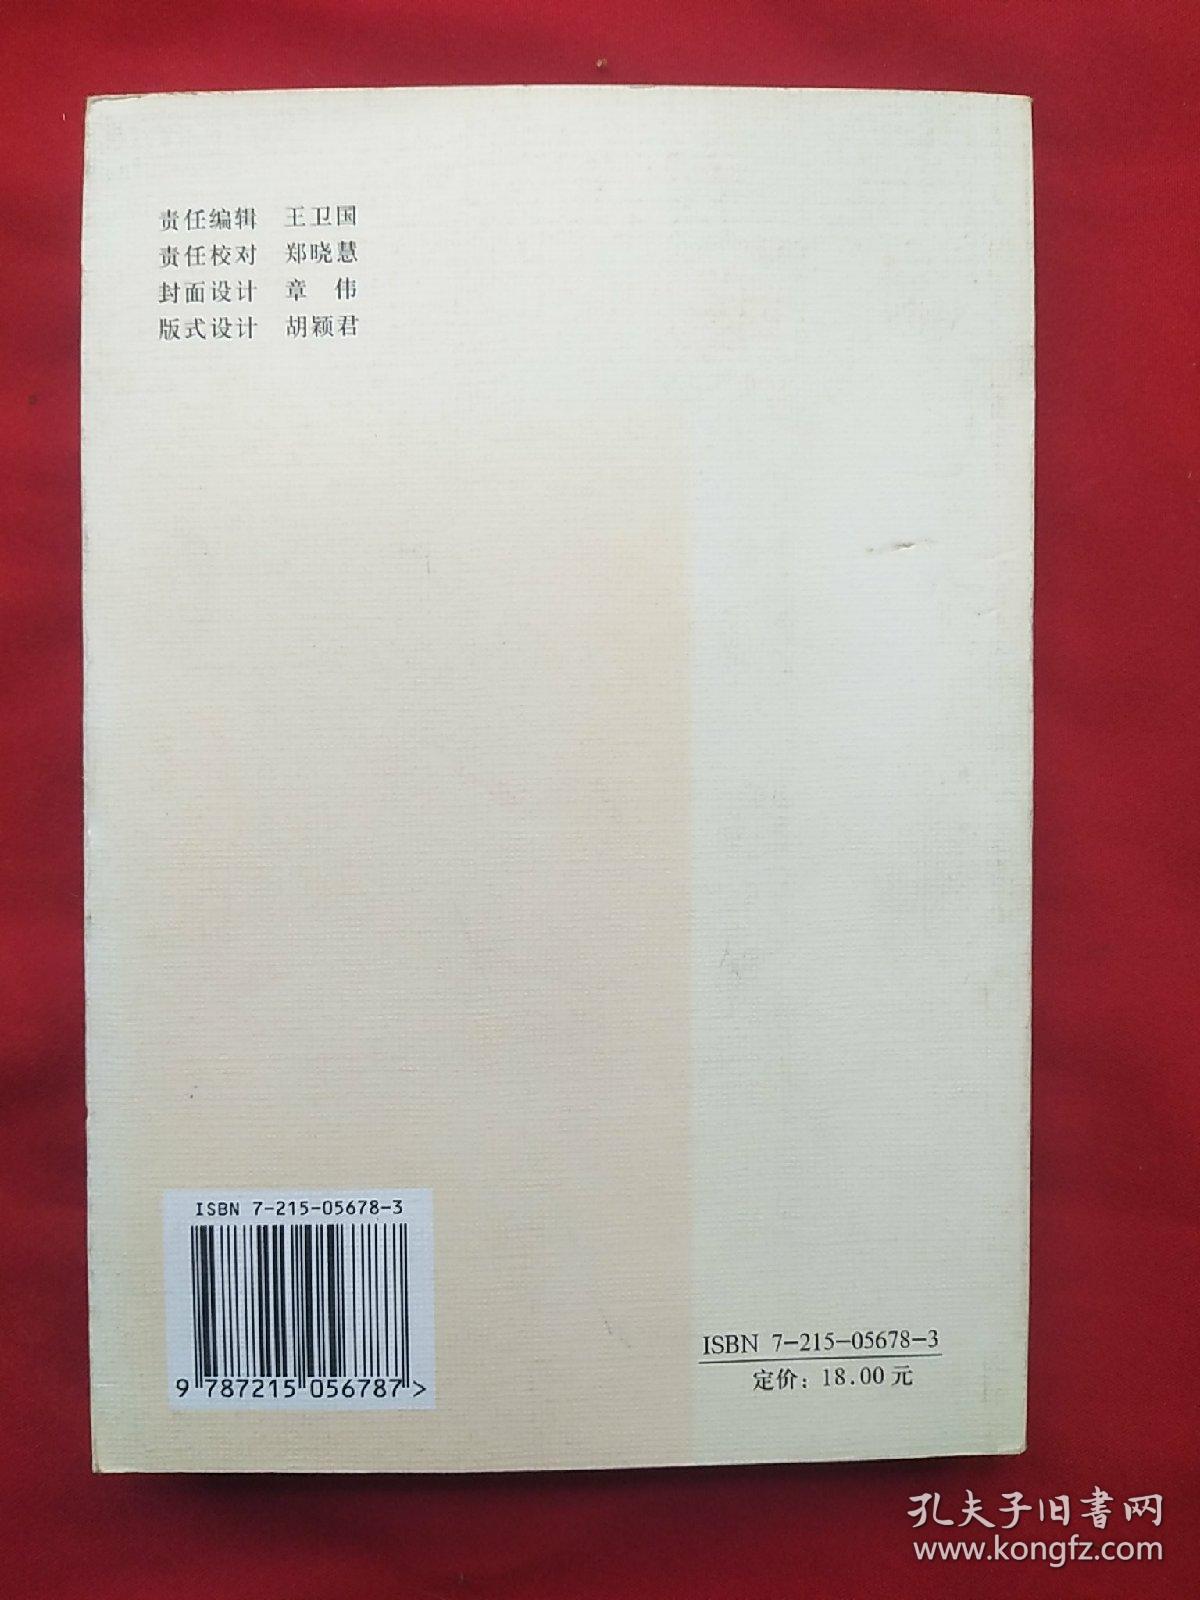 责任编辑 王卫国
责任校对 郑晓慧
封面设计 章 伟
版式设计 胡颖君
ISBN 7-215-05678-3
9 787215 056787 >
ISBN 7-215-05678-3
定价：18.00元
孔夫子旧書网
www.kongfz.com